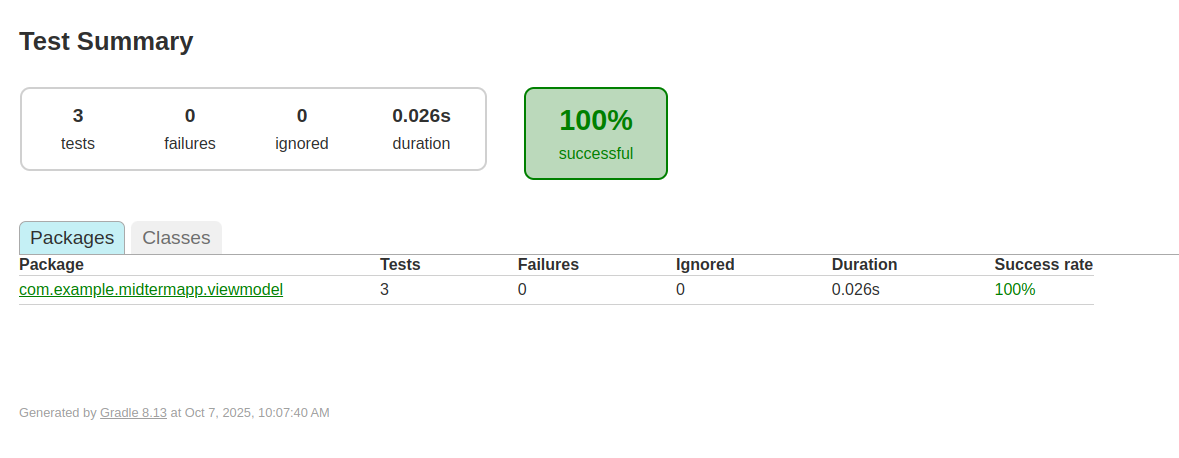 Test Summary
3 0 0 0.026s
tests failures ignored duration
100%
successful
Packages Classes
Package Tests Failures Ignored Duration Success rate
com.example.midtermapp.viewmodel 3 0 0 0.026s 100%
Generated by Gradle 8.13 at Oct 7, 2025, 10:07:40 AM